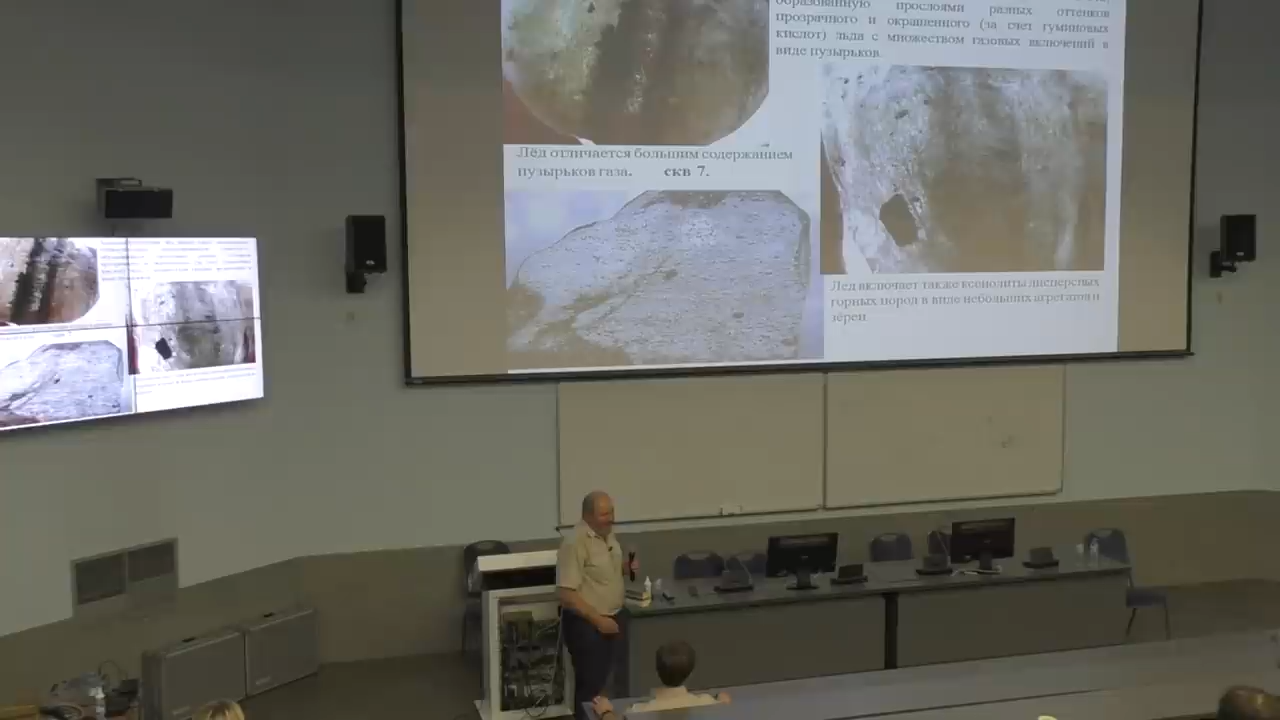 образованную прослоями разных оттенков
прозрачного и окрашенного (за счет гуминовых
кислот) льда с множеством газовых включений в
виде пузырьков.
Лёд отличается большим содержанием
пузырьков газа. скв 7.
Лед включает также ксенолиты дисперсных
горных пород в виде небольших агрегатов и
зёрен